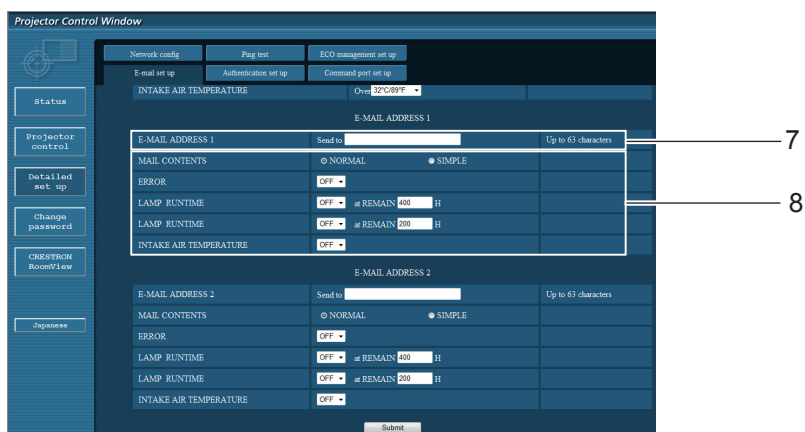 Projector Control Window
Network config Ping test ECO management set up
E-mail set up Authentication set up Command port set up
Status
Projector control
Detailed set up
Change password
CRESTRON RoomView
Japanese
INTAKE AIR TEMPERATURE Over 32°C/89°F
E-MAIL ADDRESS 1
E-MAIL ADDRESS 1 Send to Up to 63 characters
7
MAIL CONTENTS NORMAL SIMPLE
ERROR OFF
8
LAMP RUNTIME OFF at REMAIN 400 H
LAMP RUNTIME OFF at REMAIN 200 H
INTAKE AIR TEMPERATURE OFF
E-MAIL ADDRESS 2
E-MAIL ADDRESS 2 Send to Up to 63 characters
MAIL CONTENTS NORMAL SIMPLE
ERROR OFF
LAMP RUNTIME OFF at REMAIN 400 H
LAMP RUNTIME OFF at REMAIN 200 H
INTAKE AIR TEMPERATURE OFF
Submit